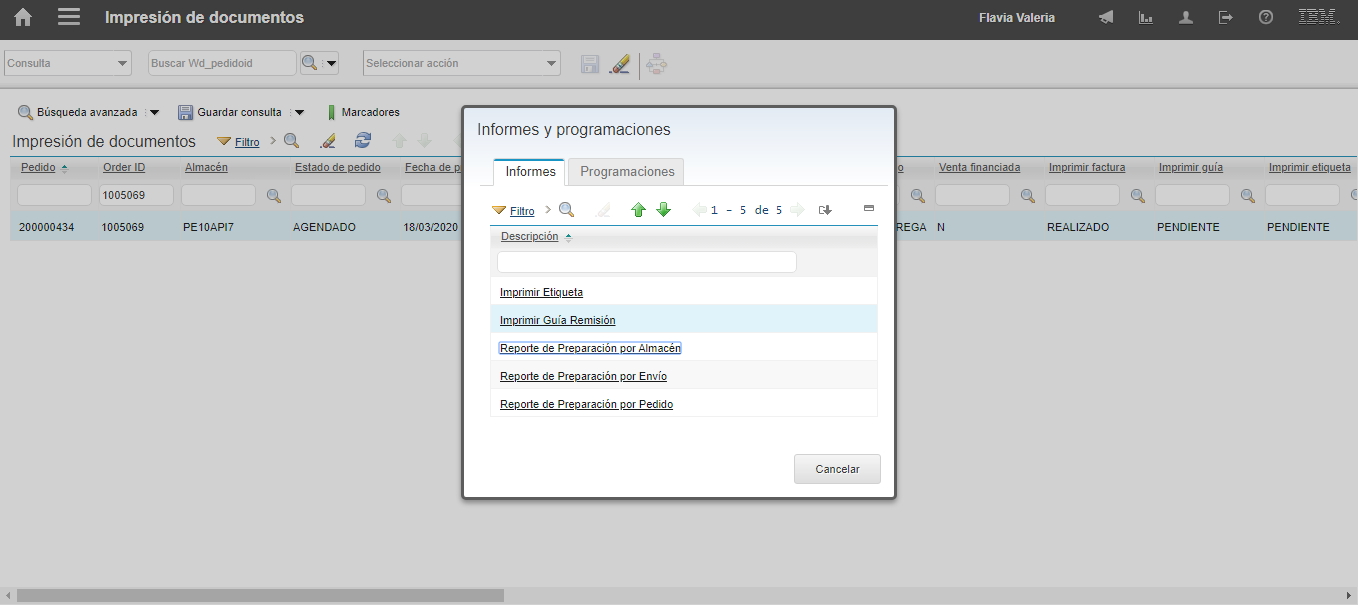 Impresión de documentos
Flavia Valeria
IBM.
Consulta
Buscar Wd_pedidoid
Seleccionar acción
Búsqueda avanzada
Guardar consulta
Marcadores
Impresión de documentos
Filtro
Pedido
Order ID
Almacén
Estado de pedido
Fecha de p
Venta financiada
Imprimir factura
Imprimir guía
Imprimir etiqueta
1005069
200000434
1005069
PE10API7
AGENDADO
18/03/2020
REGA
N
REALIZADO
PENDIENTE
PENDIENTE
Informes y programaciones
Informes
Programaciones
Filtro
1 - 5 de 5
Descripción
Imprimir Etiqueta
Imprimir Guía Remisión
Reporte de Preparación por Almacén
Reporte de Preparación por Envío
Reporte de Preparación por Pedido
Cancelar